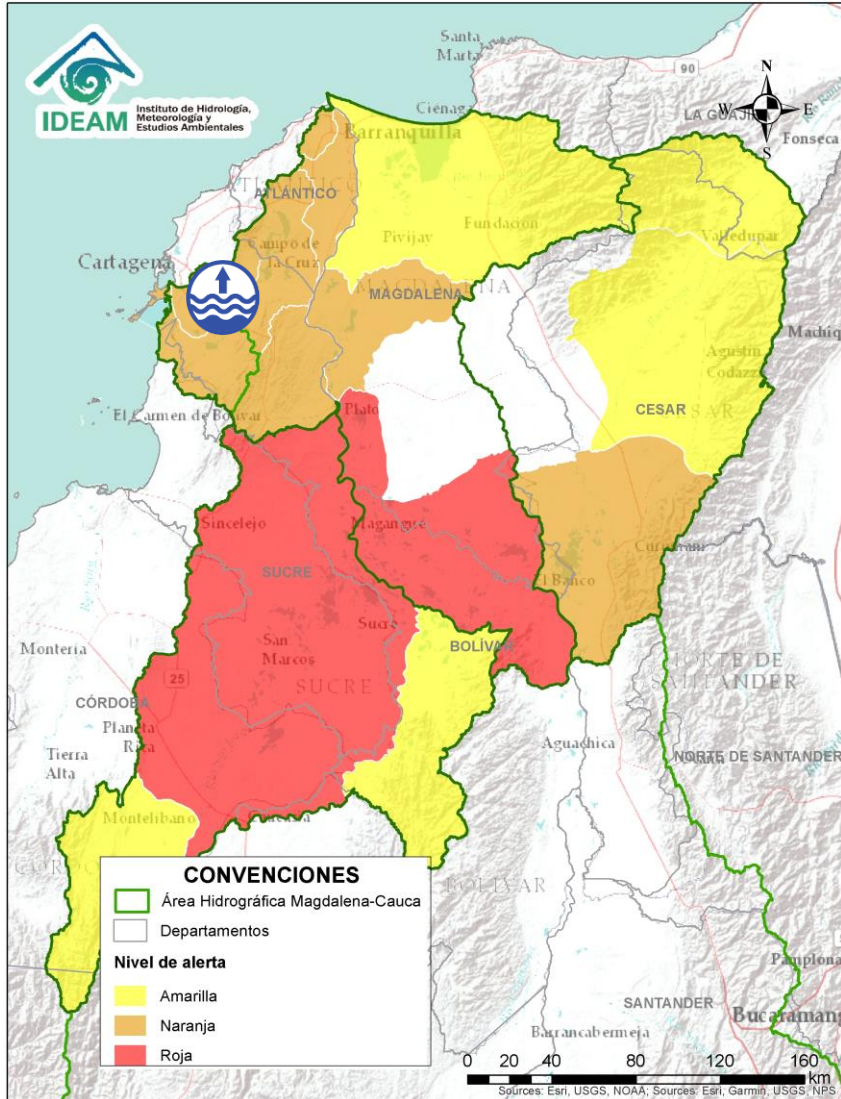 IDEAM
Instituto de Hidrología,
Meteorología y
Estudios Ambientales
Santa
Marta
90
N
W
E
S
Ciénaga
LA GUAJI
Fonseca
Barranquilla
ATLÁNTICO
Fundación
Valledupar
Campo de
la Cruz
Pivijay
Cartagena
MAGDALENA
Machiq
Agustín
Codazzi
CESAR
El Carmen de Bolívar
Plato
Sincelejo
Magangué
Curumaní
SUCRE
El Banco
Sucre
San
Marcos
BOLÍVAR
Montería
25
SUCRE
NORTE DE
SANTANDER
CÓRDOBA
Planeta
Rica
Tierra
Alta
Aguachica
NORTE DE SANTANDER
Montelíbano
Caucasia
BOLÍVAR
CONVENCIONES
Área Hidrográfica Magdalena-Cauca
Departamentos
Nivel de alerta
Amarilla
Naranja
Roja
Pamplona
SANTANDER
Bucaramang
Barrancabermeja
0 20 40 80 120 160
Km
Sources: Esri, USGS, NOAA; Sources: Esri, Garmin, USGS, NPS